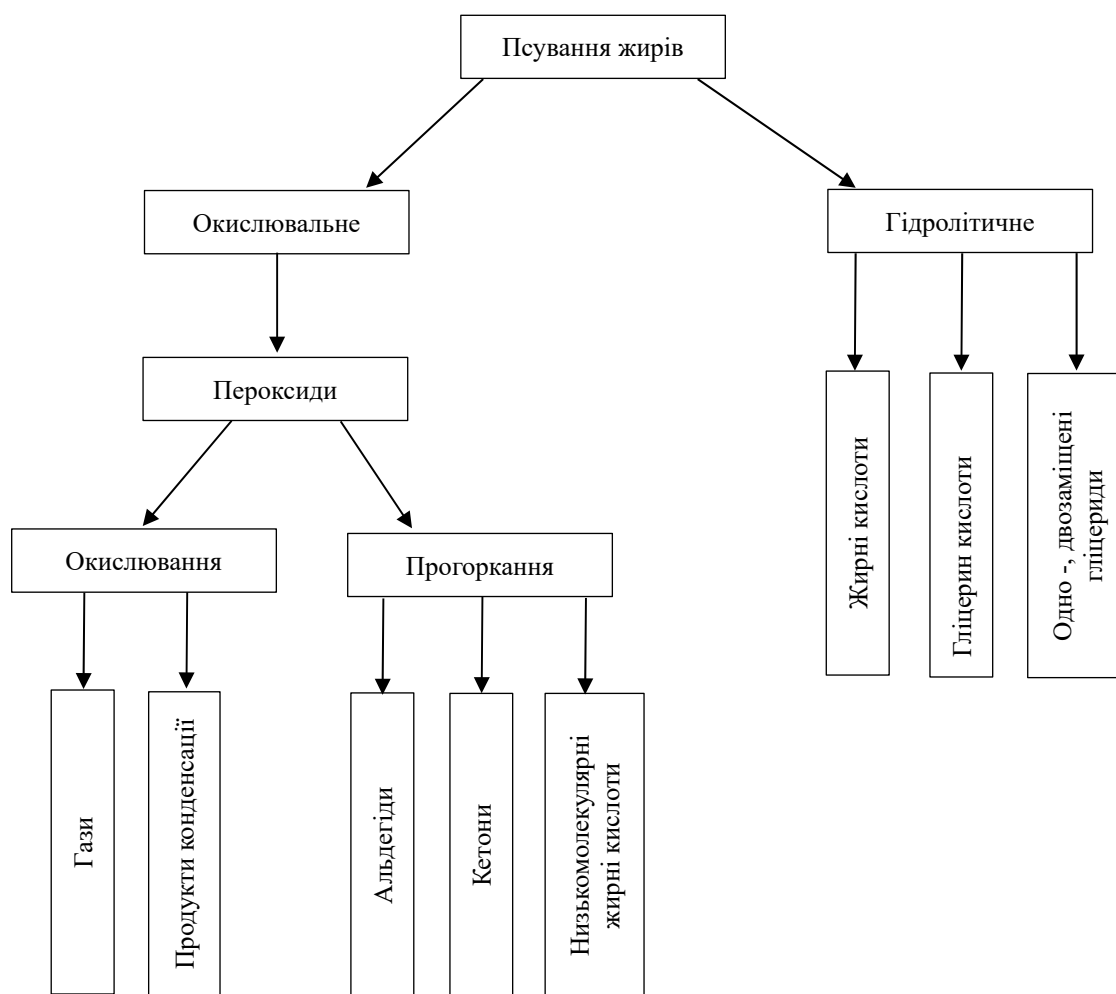 Псування жирів
Окислювальне
Гідролітичне
Пероксиди
Окислювання
Прогоркання
Жирні кислоти
Гліцерин кислоти
Одно -, двозаміщені
гліцериди
Гази
Продукти конденсації
Альдегіди
Кетони
Низькомолекулярні
жирні кислоти